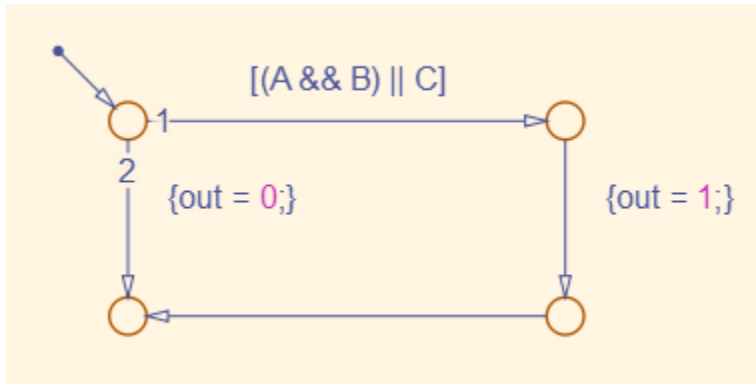 [(A && B) || C]
1
2
{out = 0;}
{out = 1;}